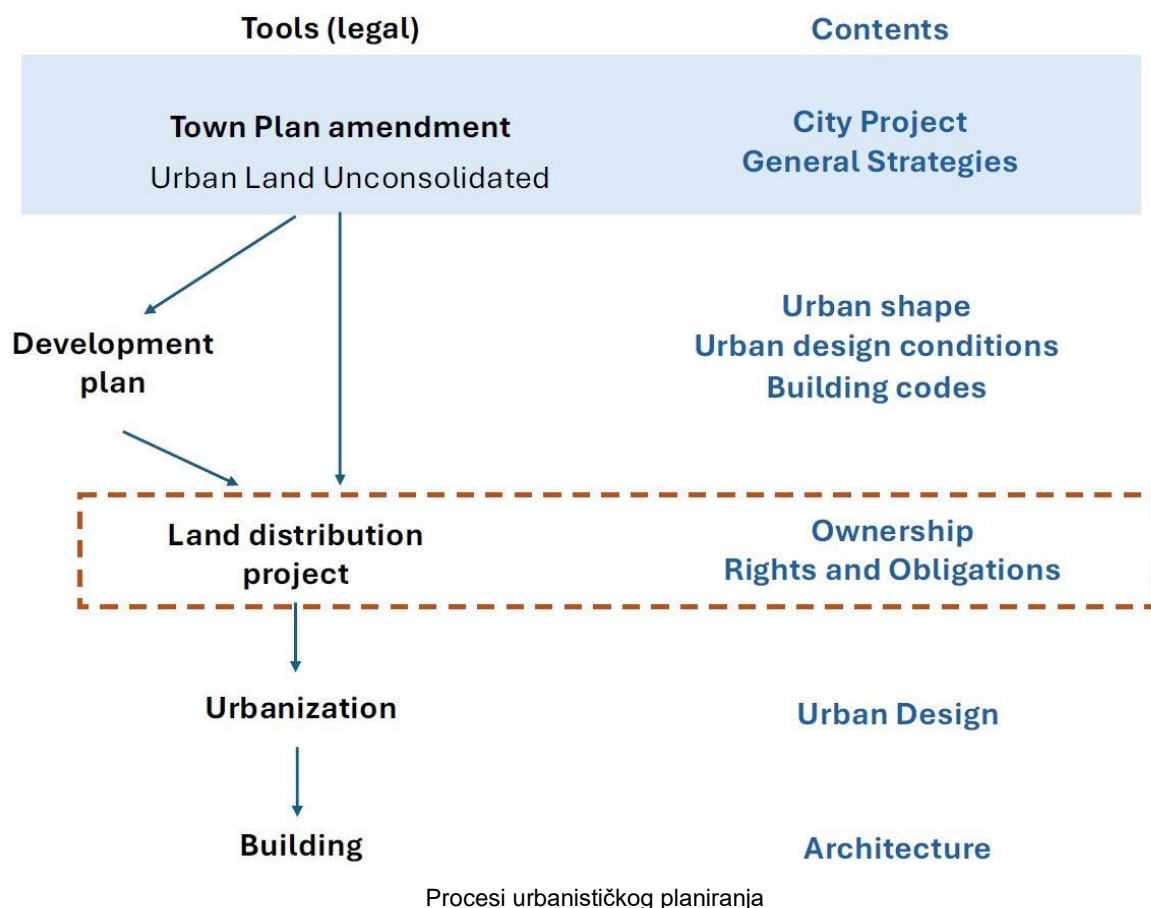 Tools (legal)
Contents
Town Plan amendment
Urban Land Unconsolidated
City Project
General Strategies
Development
plan
Urban shape
Urban design conditions
Building codes
Land distribution
project
Ownership
Rights and Obligations
Urbanization
Urban Design
Building
Architecture
Procesi urbanističkog planiranja